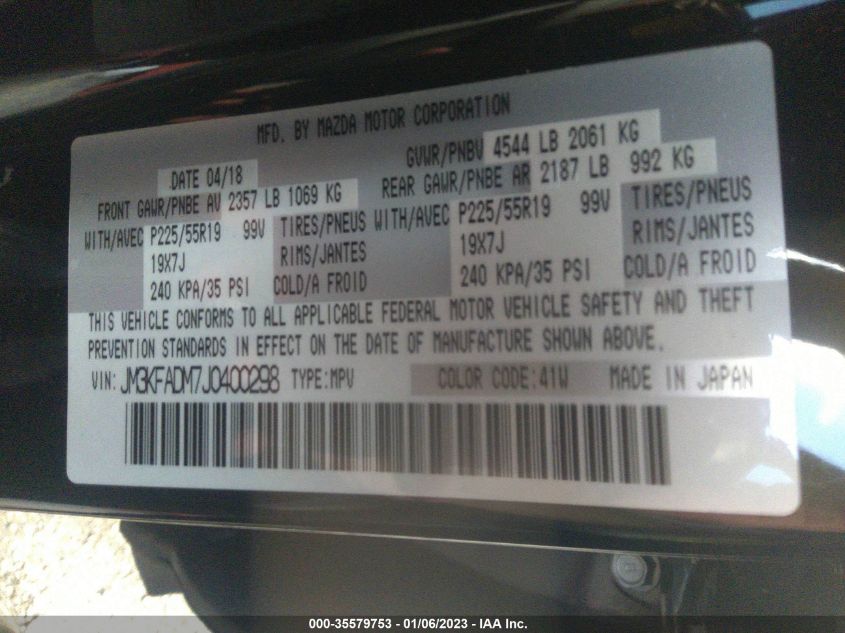 MFD. BY MAZDA MOTOR CORPORATION
DATE 04/18 GVWR/PNBV 4544 LB 2061 KG
FRONT GAWR/PNBE AV 2357 LB 1069 KG REAR GAWR/PNBE AR 2187 LB 992 KG
WITH/AVEC P225/55R19 99V TIRES/PNEUS WITH/AVEC P225/55R19 99V TIRES/PNEUS
19X7J RIMS/JANTES 19X7J RIMS/JANTES
240 KPA/35 PSI COLD/A FROID 240 KPA/35 PSI COLD/A FROID
THIS VEHICLE CONFORMS TO ALL APPLICABLE FEDERAL MOTOR VEHICLE SAFETY AND THEFT
PREVENTION STANDARDS IN EFFECT ON THE DATE OF MANUFACTURE SHOWN ABOVE.
VIN: JM3KFADM7J0400298 TYPE:MPV COLOR CODE:41W MADE IN JAPAN
000-35579753 - 01/06/2023 - IAA Inc.